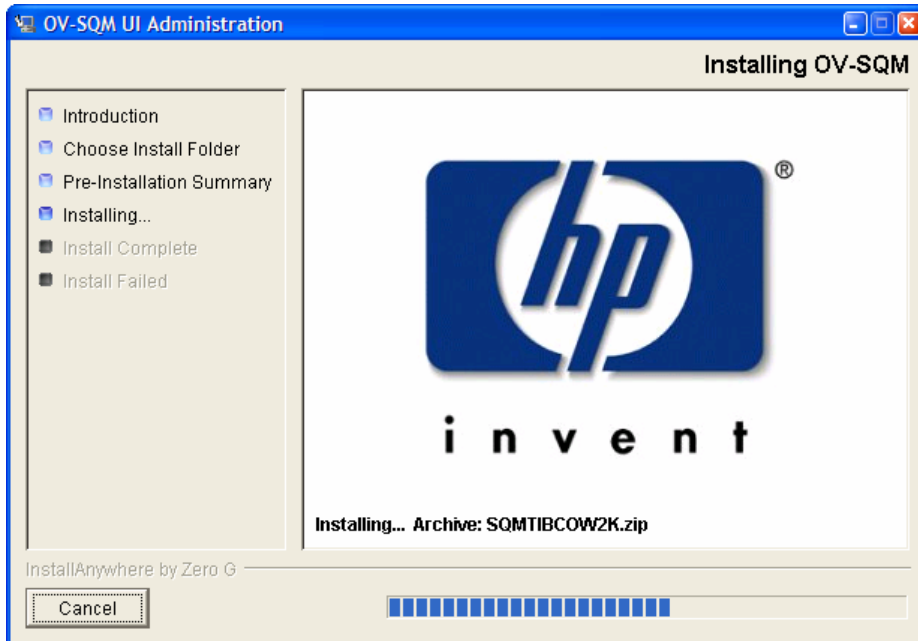 OV-SQM UI Administration
Installing OV-SQM
Introduction
Choose Install Folder
Pre-Installation Summary
Installing...
Install Complete
Install Failed
hp
®
invent
Installing... Archive: SQMTIBCOW2K.zip
InstallAnywhere by Zero G
Cancel